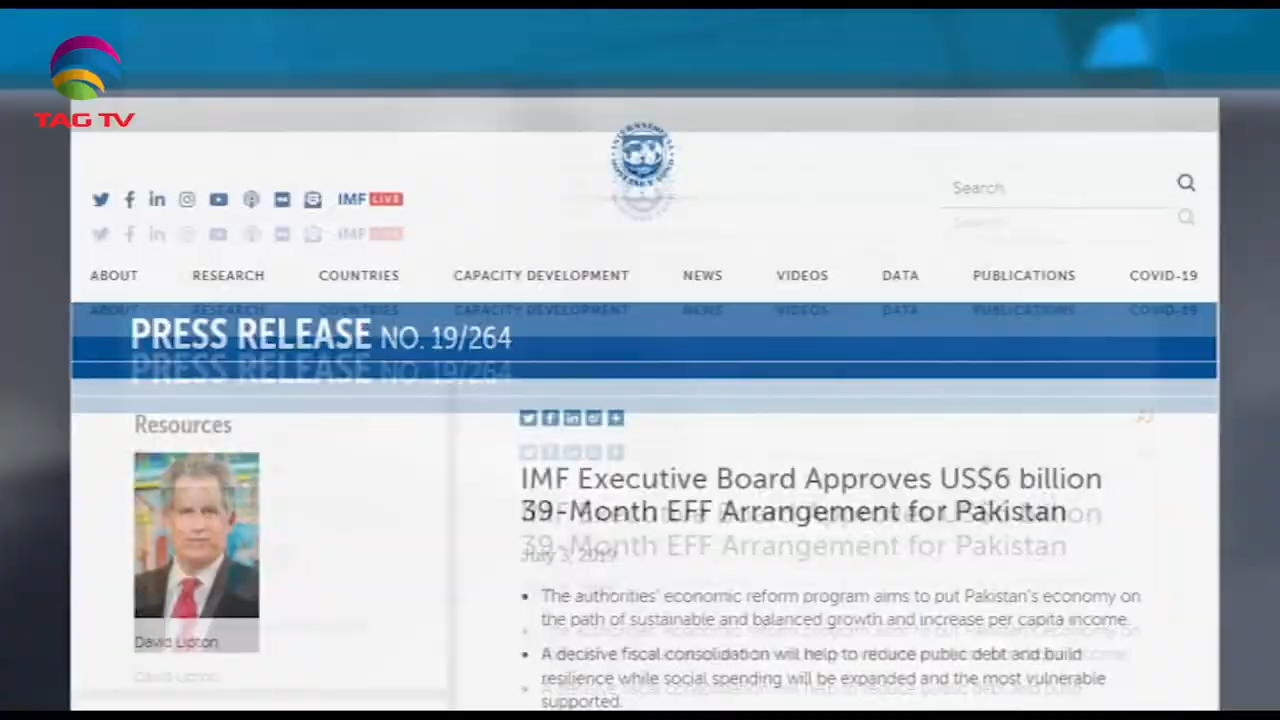 TAG TV
INTERNATIONAL MONETARY FUND
Search
IMF LIVE
ABOUT RESEARCH COUNTRIES CAPACITY DEVELOPMENT NEWS VIDEOS DATA PUBLICATIONS COVID-19
PRESS RELEASE NO. 19/264
Resources
David Lipton
IMF Executive Board Approves US$6 billion
39-Month EFF Arrangement for Pakistan
July 3, 2019
• The authorities' economic reform program aims to put Pakistan's economy on
the path of sustainable and balanced growth and increase per capita income.
• A decisive fiscal consolidation will help to reduce public debt and build
resilience while social spending will be expanded and the most vulnerable
supported.